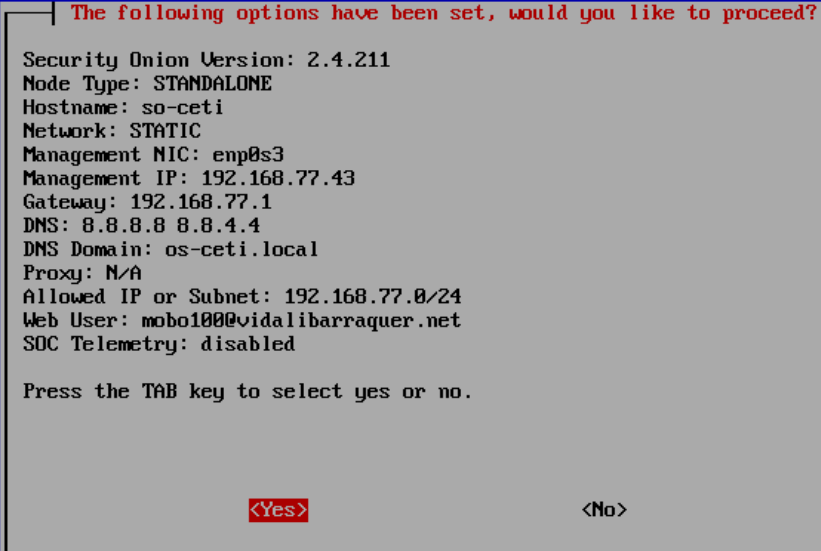 The following options have been set, would you like to proceed?
Security Onion Version: 2.4.211
Node Type: STANDALONE
Hostname: so-ceti
Network: STATIC
Management NIC: enp0s3
Management IP: 192.168.77.43
Gateway: 192.168.77.1
DNS: 8.8.8.8 8.8.4.4
DNS Domain: os-ceti.local
Proxy: N/A
Allowed IP or Subnet: 192.168.77.0/24
Web User: mobo100@vidalibarraquer.net
SOC Telemetry: disabled
Press the TAB key to select yes or no.
<Yes> <No>